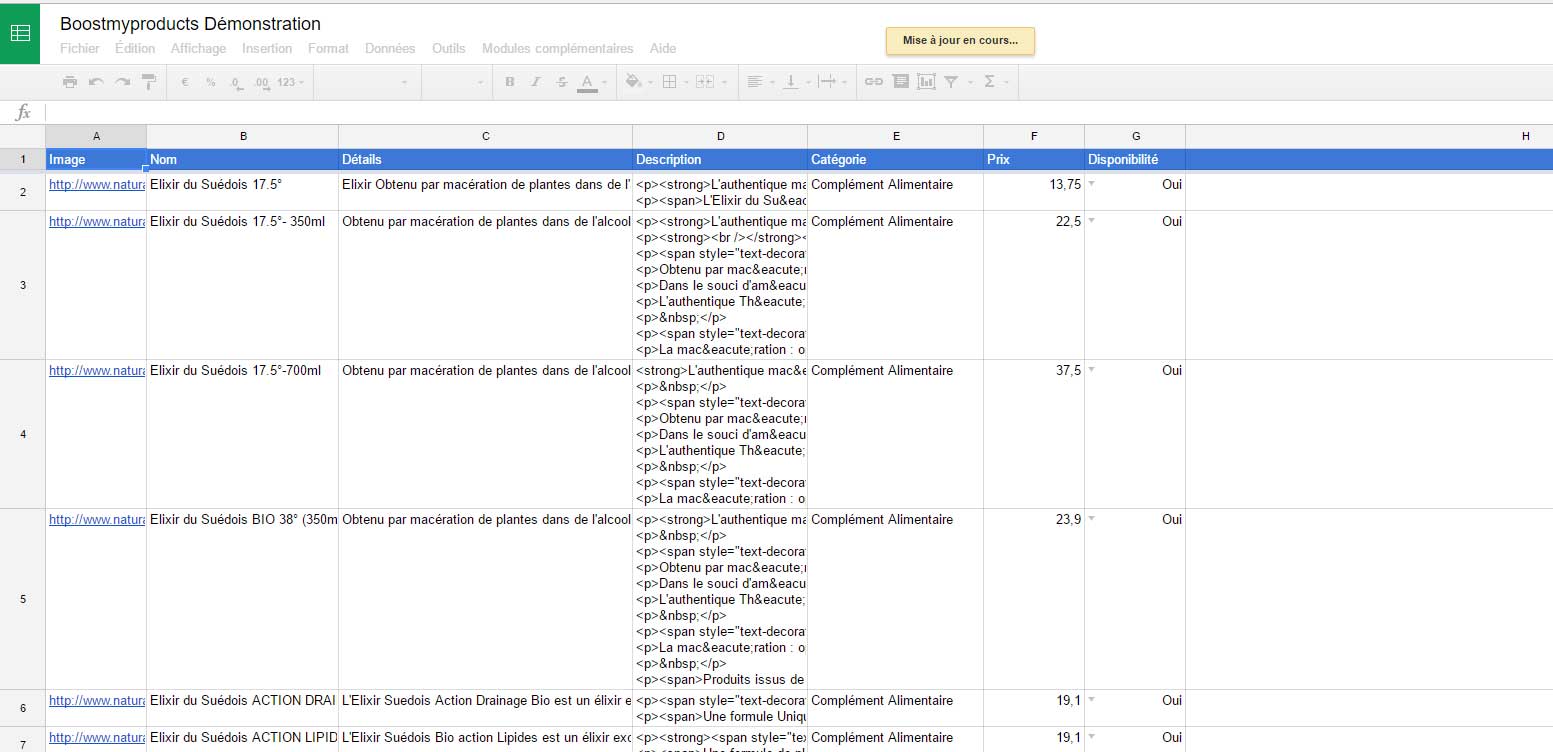 Boostmyproducts Démonstration
Fichier Édition Affichage Insertion Format Données Outils Modules complémentaires Aide
Mise à jour en cours...
€ % .0 .00 123 B I S A Σ
fx
A B C D E F G H
1 Image Nom Détails Description Catégorie Prix Disponibilité
2 http://www.natura Elixir du Suédois 17.5° Elixir Obtenu par macération de plantes dans de l' <p><strong>L'authentique ma Complément Alimentaire 13,75 Oui
<p><span>L'Elixir du Su&eac
3 http://www.natura Elixir du Suédois 17.5°- 350ml Obtenu par macération de plantes dans de l'alcool <p><strong>L'authentique ma Complément Alimentaire 22,5 Oui
<p><strong><br /></strong><
<p><span style="text-decora
<p>Obtenu par mac&eacute;r
<p>Dans le souci d'am&eacu
<p>L'authentique Th&eacute;
<p>&nbsp;</p>
<p><span style="text-decora
<p>La mac&eacute;ration : o
4 http://www.natura Elixir du Suédois 17.5°-700ml Obtenu par macération de plantes dans de l'alcool <strong>L'authentique mac&e Complément Alimentaire 37,5 Oui
<p>&nbsp;</p>
<p><span style="text-decora
<p>Obtenu par mac&eacute;r
<p>Dans le souci d'am&eacu
<p>L'authentique Th&eacute;
<p>&nbsp;</p>
<p><span style="text-decora
<p>La mac&eacute;ration : o
5 http://www.natura Elixir du Suédois BIO 38° (350m Obtenu par macération de plantes dans de l'alcool <p><strong>L'authentique ma Complément Alimentaire 23,9 Oui
<p>&nbsp;</p>
<p><span style="text-decora
<p>Obtenu par mac&eacute;r
<p>Dans le souci d'am&eacu
<p>L'authentique Th&eacute;
<p>&nbsp;</p>
<p><span style="text-decora
<p>La mac&eacute;ration : o
<p>&nbsp;</p>
<p><span>Produits issus de
6 http://www.natura Elixir du Suédois ACTION DRAI L'Elixir Suedois Action Drainage Bio est un élixir e <p><span style="text-decora Complément Alimentaire 19,1 Oui
<p><span>Une formule Uniqu
7 http://www.natura Elixir du Suédois ACTION LIPID L'Elixir Suédois Bio action Lipides est un élixir exc <p><strong><span style="tex Complément Alimentaire 19,1 Oui